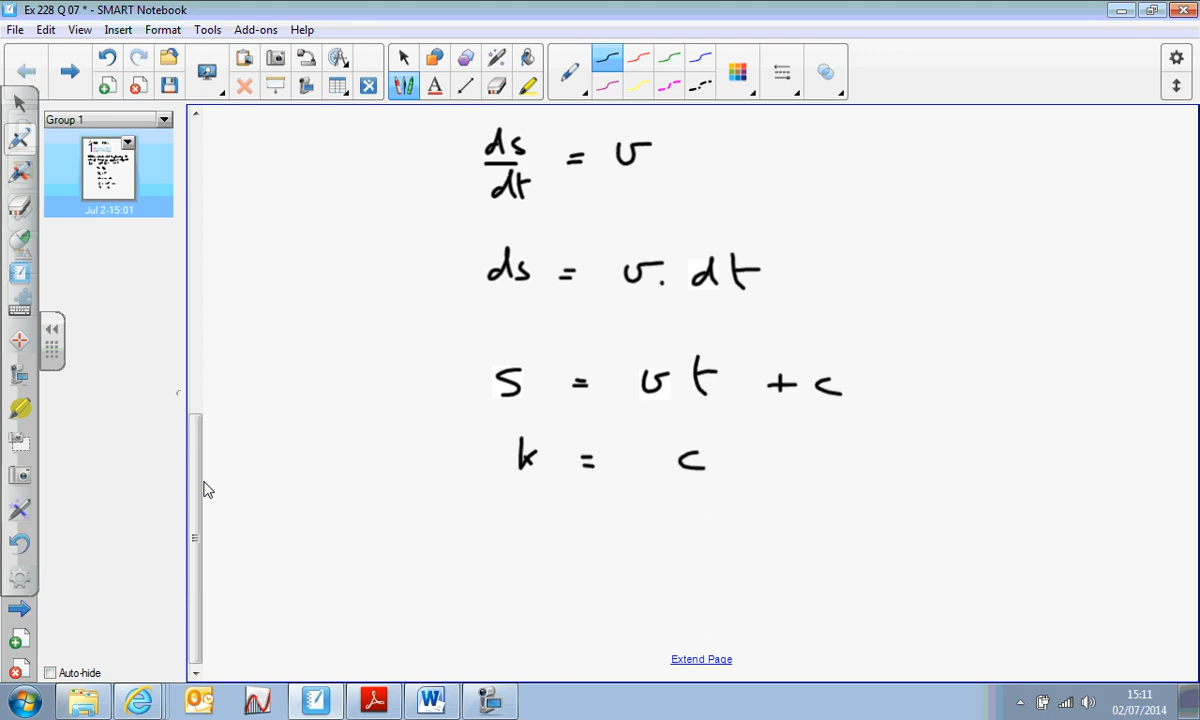 Ex 228 Q 07 * - SMART Notebook
File Edit View Insert Format Tools Add-ons Help
Group 1
Jul 2-15:01
ds/dt = v
ds = v. dt
s = v t + c
k = c
Extend Page
Auto-hide
15:11
02/07/2014